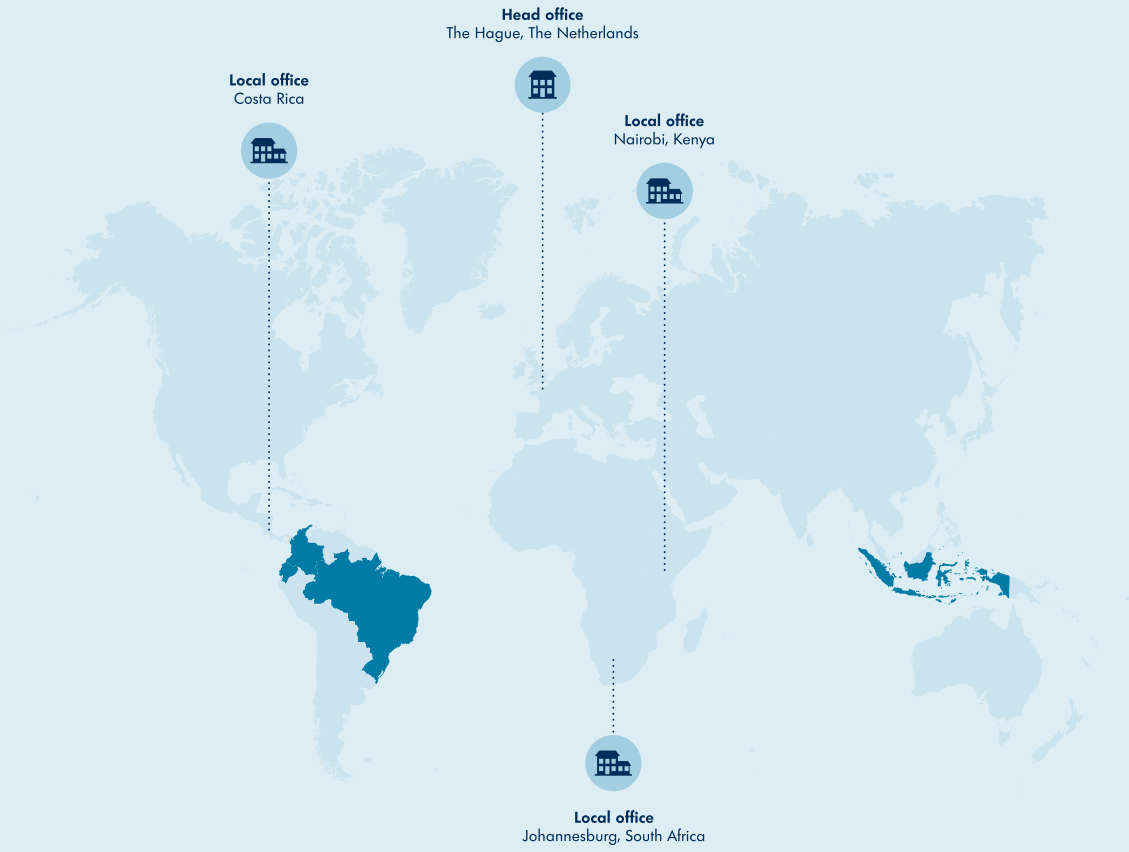 Head office
The Hague, The Netherlands
Local office
Costa Rica
Local office
Nairobi, Kenya
Local office
Johannesburg, South Africa